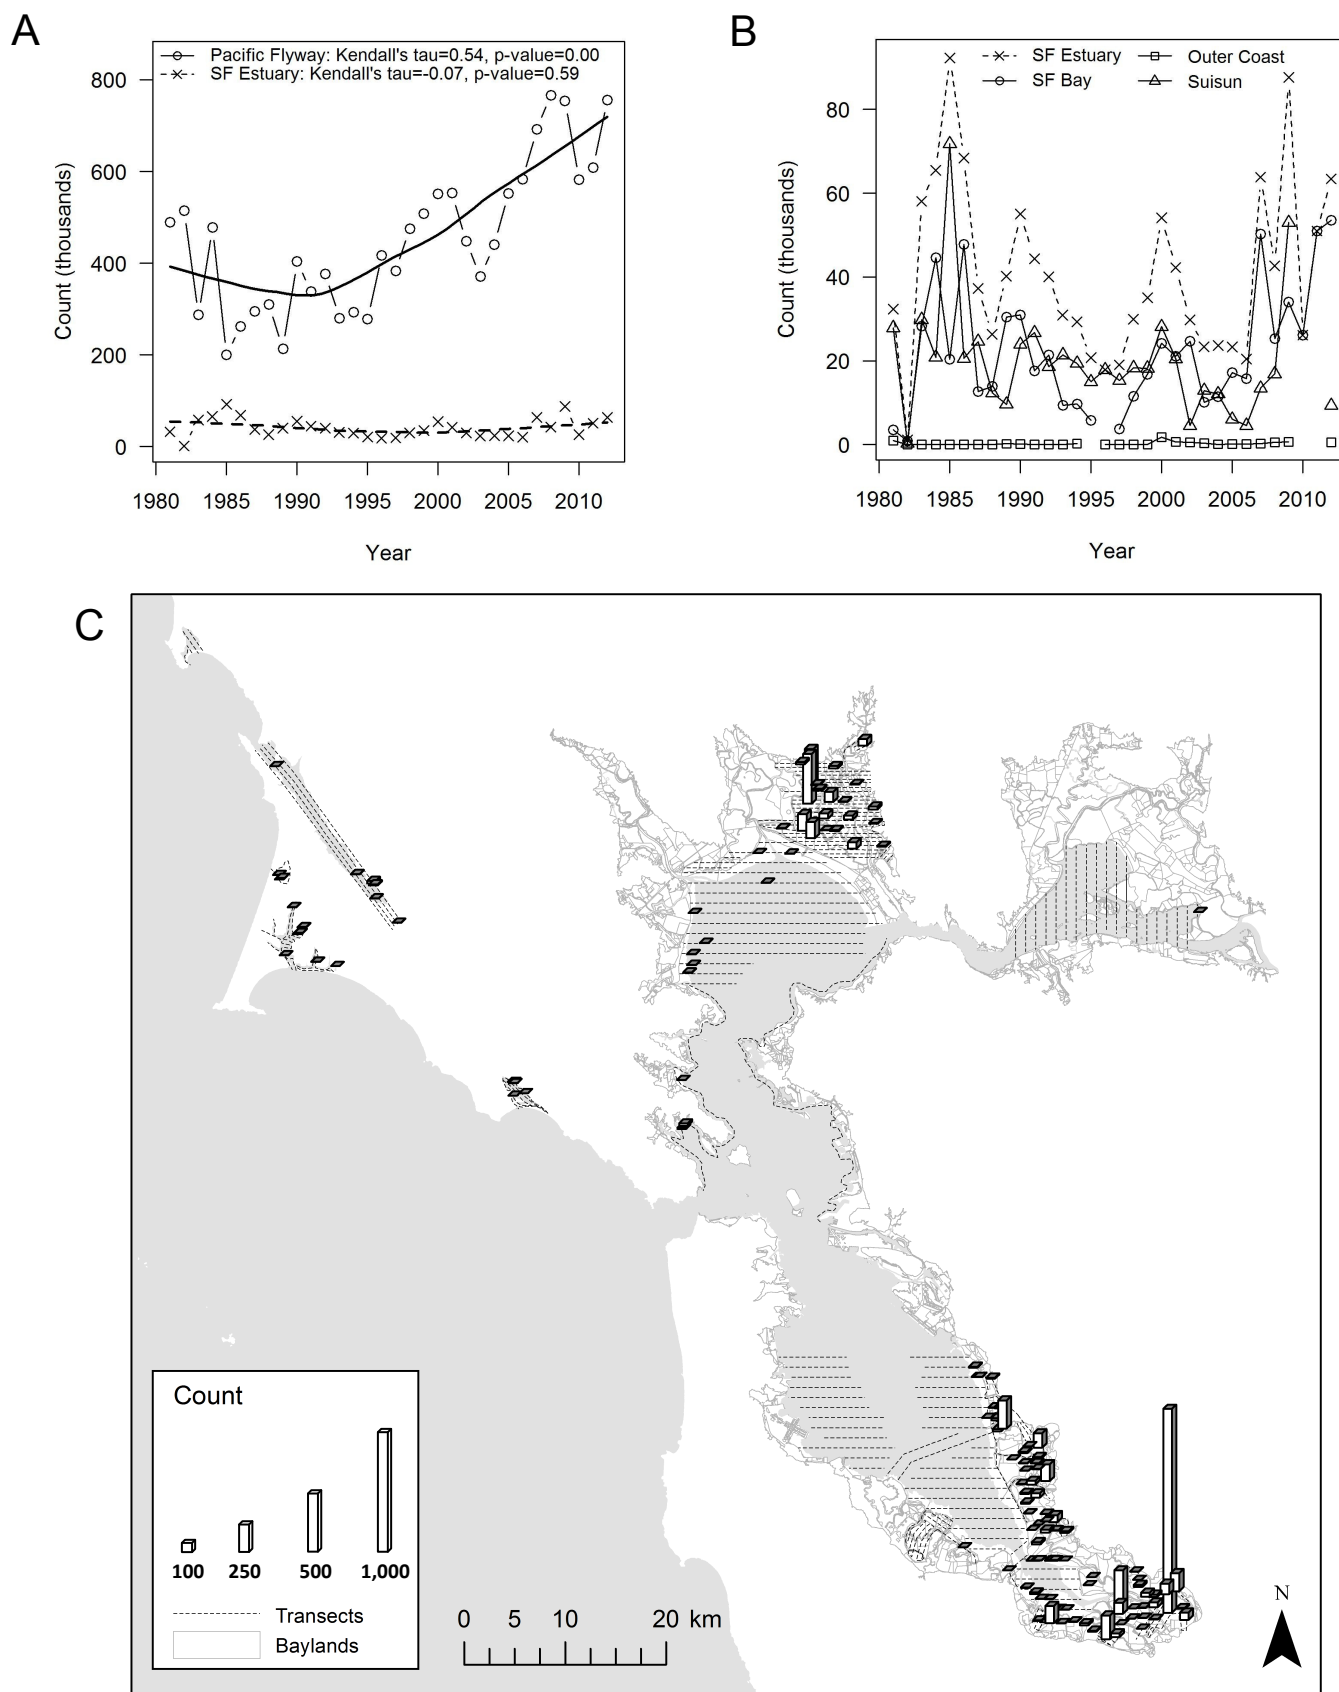 A
Pacific Flyway: Kendall's tau=0.54, p-value=0.00
SF Estuary: Kendall's tau=-0.07, p-value=0.59
Count (thousands)
800
600
400
200
0
1980 1985 1990 1995 2000 2005 2010
Year
B
SF Estuary Outer Coast
SF Bay Suisun
Count (thousands)
80
60
40
20
0
1980 1985 1990 1995 2000 2005 2010
Year
C
Count
100 250 500 1,000
Transects
Baylands
0 5 10 20 km
N